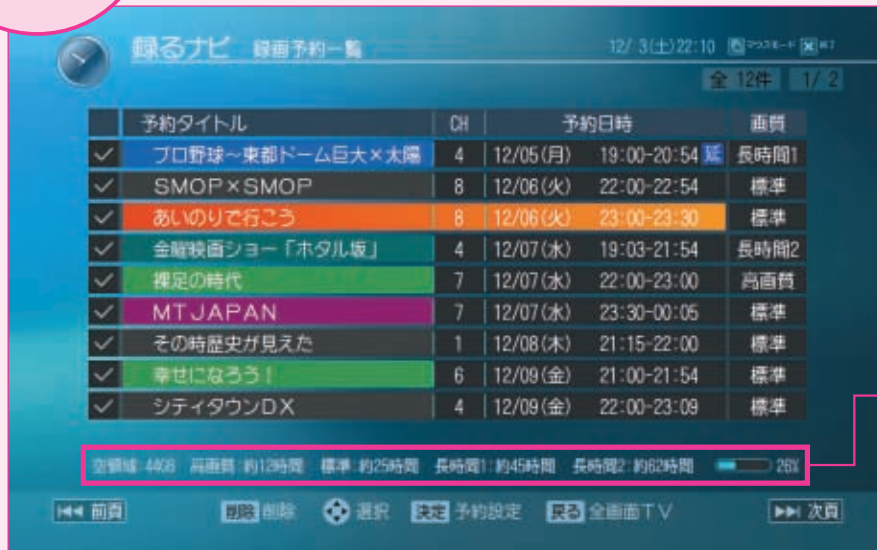 録るナビ 録画予約一覧 12/ 3(土)22:10 マウスモード 終了
全 12件 1/ 2
予約タイトル CH 予約日時 画質
プロ野球～東都ドーム巨大×太陽 4 12/05(月) 19:00-20:54 延 長時間1
SMOP×SMOP 8 12/06(火) 22:00-22:54 標準
あいのりで行こう 8 12/06(火) 23:00-23:30 標準
金曜映画ショー「ホタル坂」 4 12/07(水) 19:03-21:54 長時間2
裸足の時代 7 12/07(水) 22:00-23:00 高画質
MTJAPAN 7 12/07(水) 23:30-00:05 標準
その時歴史が見えた 1 12/08(木) 21:15-22:00 標準
幸せになろう! 6 12/09(金) 21:00-21:54 標準
シティタウンDX 4 12/09(金) 22:00-23:09 標準
空領域:44GB 高画質:約12時間 標準:約25時間 長時間1:約45時間 長時間2:約62時間 26%
前頁 削除 削除 選択 決定 予約設定 戻る 全画面TV 次頁